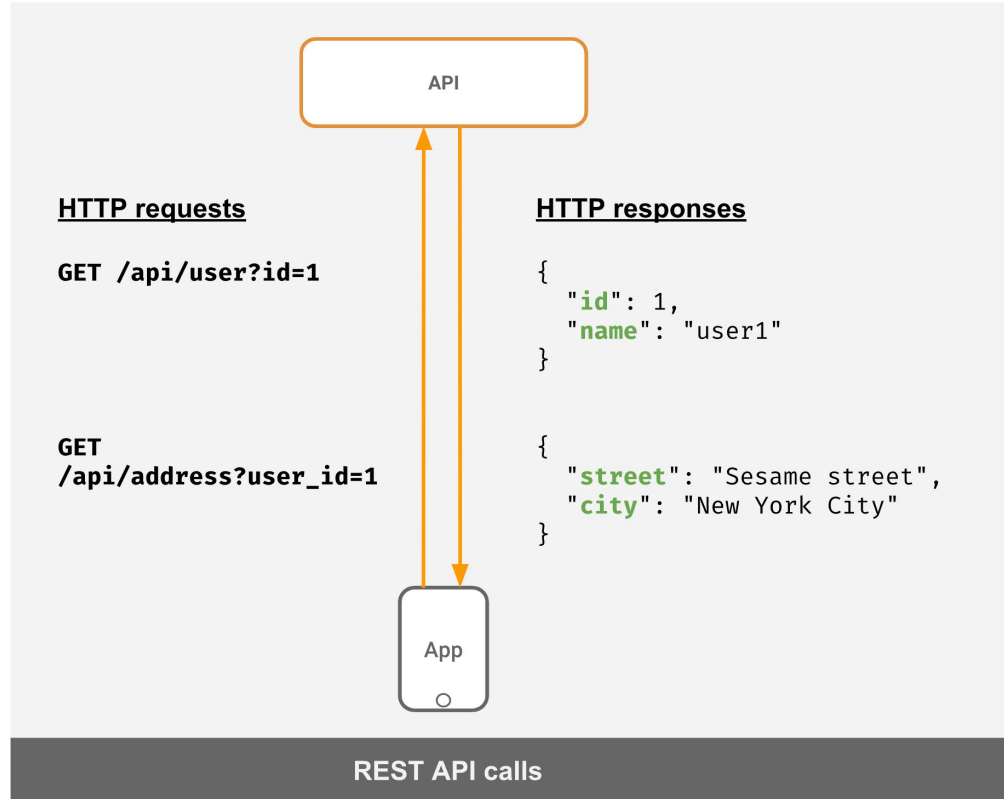 API
HTTP requests
HTTP responses
GET /api/user?id=1
{
  "id": 1,
  "name": "user1"
}
GET
/api/address?user_id=1
{
  "street": "Sesame street",
  "city": "New York City"
}
App
REST API calls